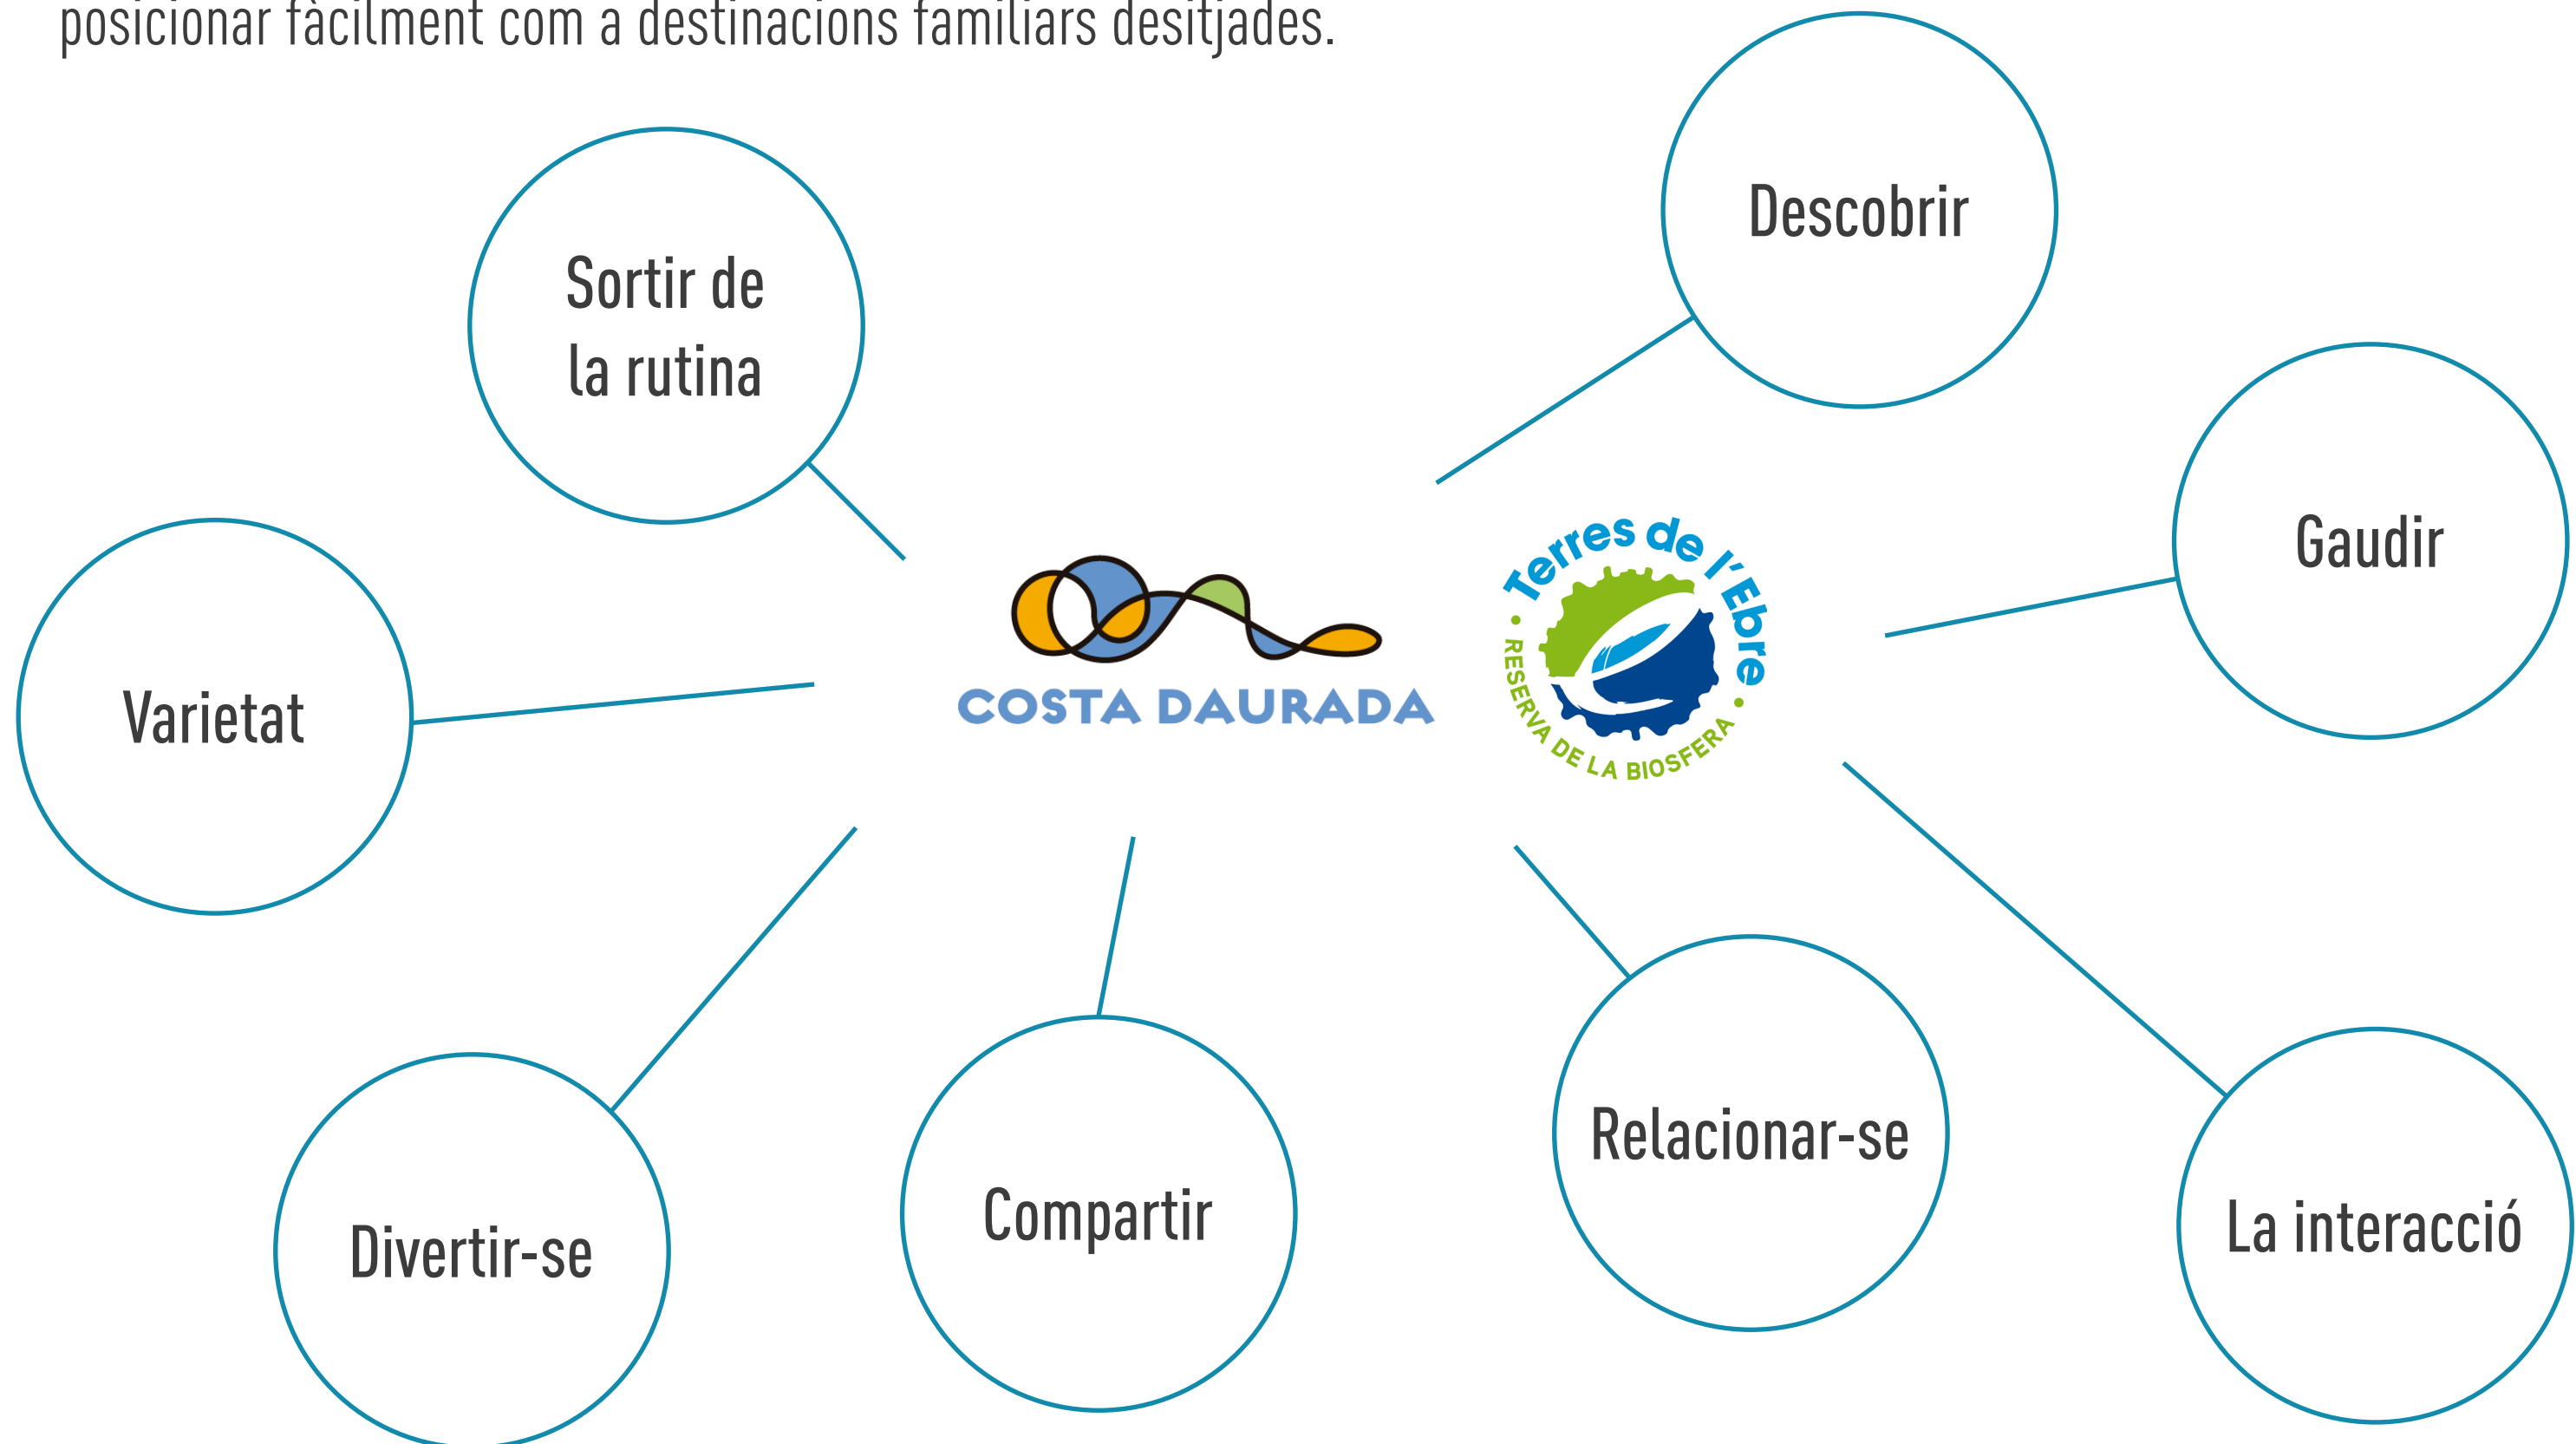 posicionar fàcilment com a destinacions familiars desitjades.
Descobrir
Sortir de
la rutina
Gaudir
Terres de l'Ebre
RESERVA DE LA BIOSFERA
COSTA DAURADA
Varietat
Relacionar-se
Compartir
La interacció
Divertir-se